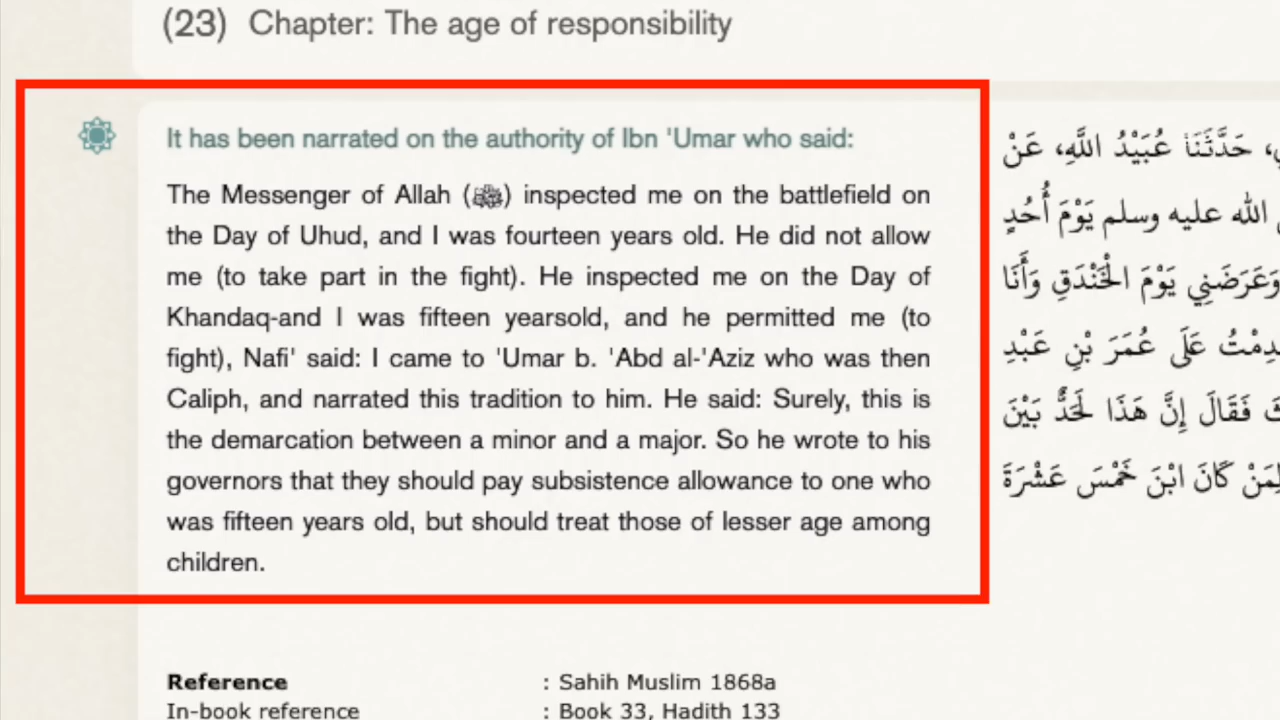 (23) Chapter: The age of responsibility
It has been narrated on the authority of Ibn 'Umar who said:
The Messenger of Allah (ﷺ) inspected me on the battlefield on
the Day of Uhud, and I was fourteen years old. He did not allow
me (to take part in the fight). He inspected me on the Day of
Khandaq-and I was fifteen yearsold, and he permitted me (to
fight), Nafi' said: I came to 'Umar b. 'Abd al-'Aziz who was then
Caliph, and narrated this tradition to him. He said: Surely, this is
the demarcation between a minor and a major. So he wrote to his
governors that they should pay subsistence allowance to one who
was fifteen years old, but should treat those of lesser age among
children.
، حَدَّثَنَا عُبَيْدُ اللَّهِ، عَنْ
الله عليه وسلم يَوْمَ أُحُدٍ
وَعَرَضَنِي يَوْمَ الْخَنْدَقِ وَأَنَا
عَلَى عُمَرَ بْنِ عَبْدِ
فَقَالَ إِنَّ هَذَا لَحَدٌّ بَيْنَ
كَانَ ابْنَ خَمْسَ عَشْرَةَ
Reference : Sahih Muslim 1868a
In-book reference : Book 33, Hadith 133